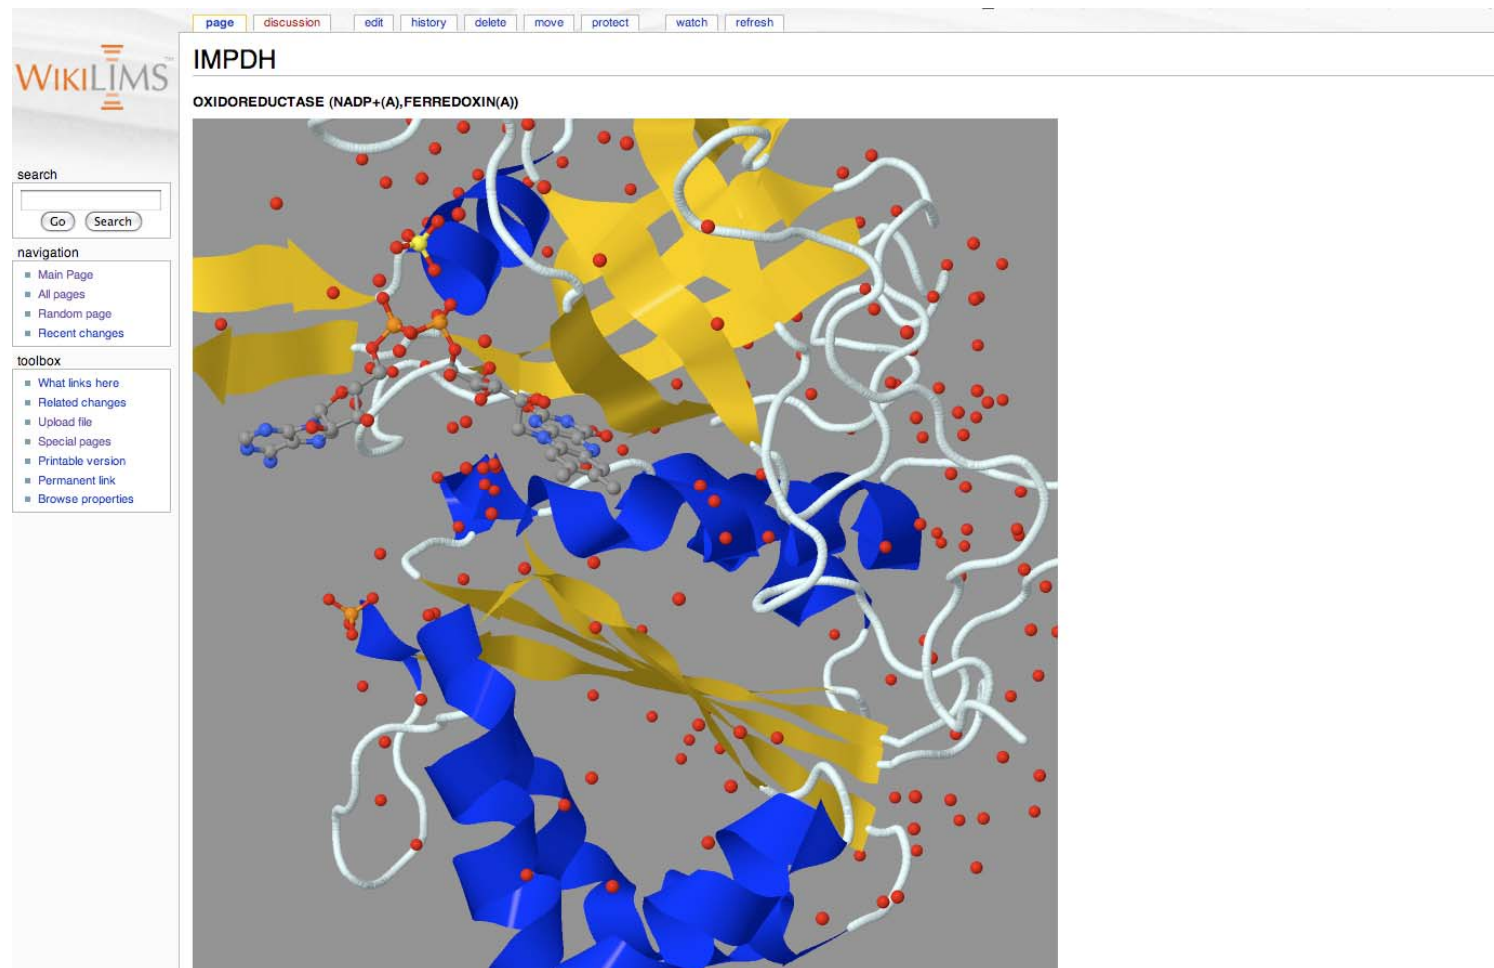 page discussion edit history delete move protect watch refresh
WIKILIMS™
IMPDH
OXIDOREDUCTASE (NADP+(A),FERREDOXIN(A))
search
Go Search
navigation
Main Page
All pages
Random page
Recent changes
toolbox
What links here
Related changes
Upload file
Special pages
Printable version
Permanent link
Browse properties